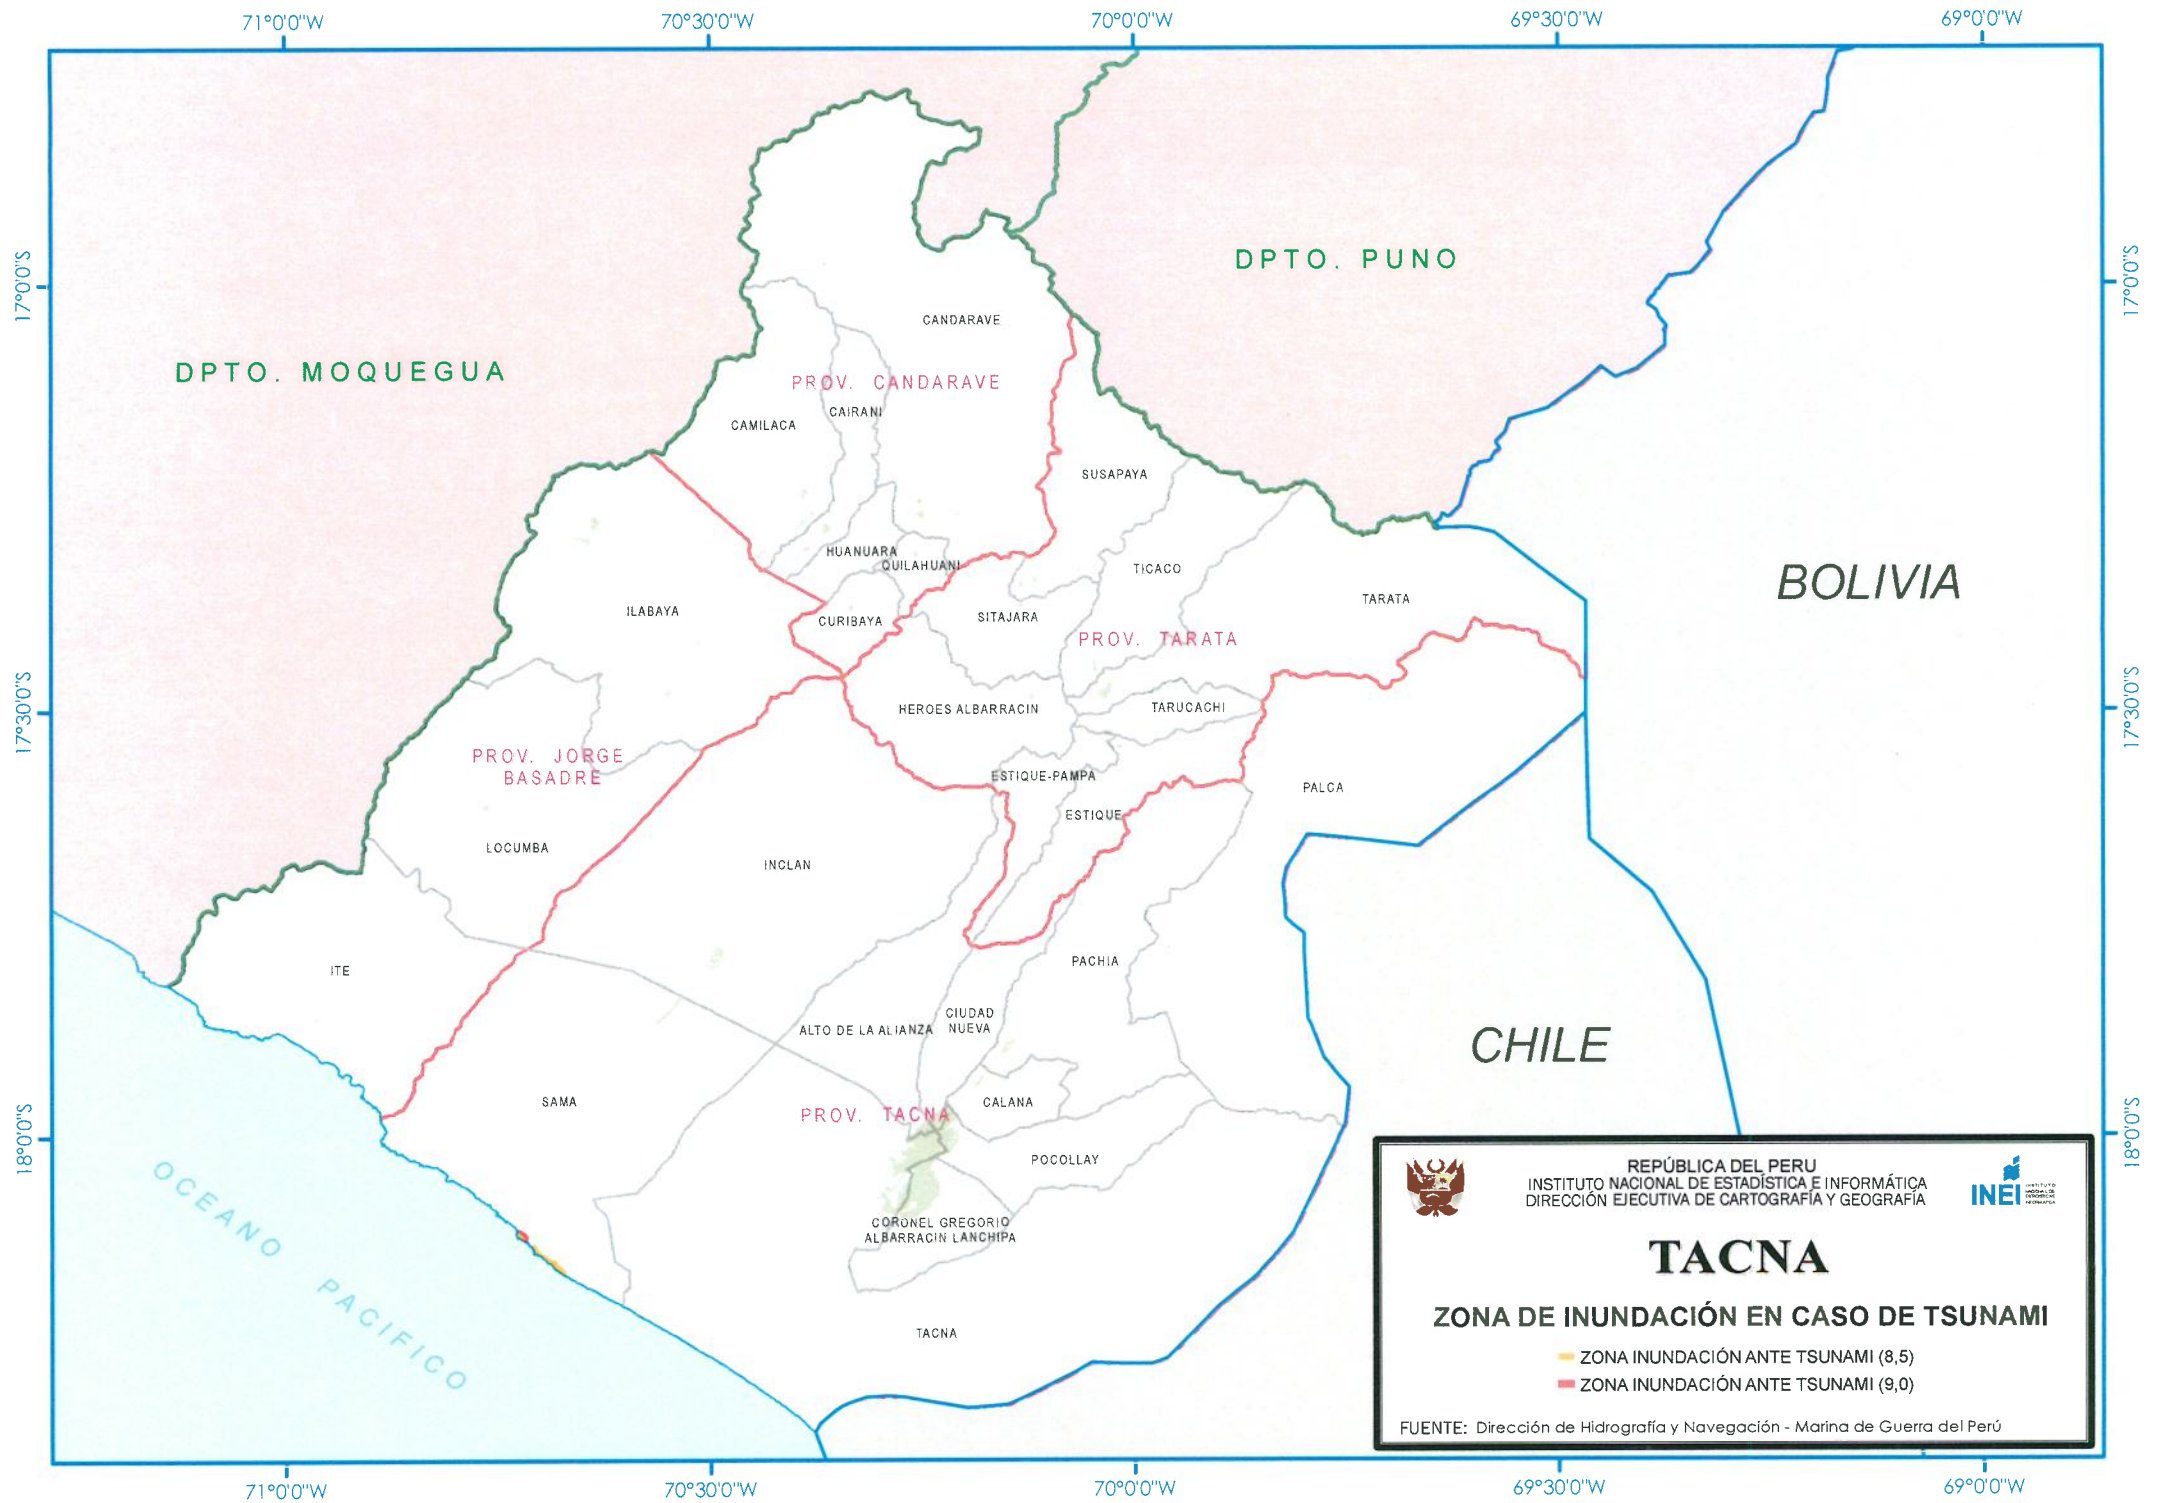 71°0'0"W
70°30'0"W
70°0'0"W
69°30'0"W
69°0'0"W
17°0'0"S
17°0'0"S
DPTO. PUNO
DPTO. MOQUEGUA
CANDARAVE
PROV. CANDARAVE
CAIRANI
CAMILACA
SUSAPAYA
HUANUARA
QUILAHUANI
TICACO
BOLIVIA
TARATA
ILABAYA
SITAJARA
CURIBAYA
PROV. TARATA
17°30'0"S
17°30'0"S
HEROES ALBARRACIN
TARUCACHI
PROV. JORGE
BASADRE
ESTIQUE-PAMPA
PALCA
ESTIQUE
LOCUMBA
INCLAN
ITE
PACHIA
CIUDAD
NUEVA
ALTO DE LA ALIANZA
CHILE
SAMA
CALANA
PROV. TACNA
18°0'0"S
18°0'0"S
POCOLLAY
OCEANO PACIFICO
CORONEL GREGORIO
ALBARRACIN LANCHIPA
TACNA
REPÚBLICA DEL PERU
INSTITUTO NACIONAL DE ESTADÍSTICA E INFORMÁTICA
DIRECCIÓN EJECUTIVA DE CARTOGRAFÍA Y GEOGRAFÍA
INEI
TACNA
ZONA DE INUNDACIÓN EN CASO DE TSUNAMI
ZONA INUNDACIÓN ANTE TSUNAMI (8,5)
ZONA INUNDACIÓN ANTE TSUNAMI (9,0)
FUENTE: Dirección de Hidrografía y Navegación - Marina de Guerra del Perú
71°0'0"W
70°30'0"W
70°0'0"W
69°30'0"W
69°0'0"W